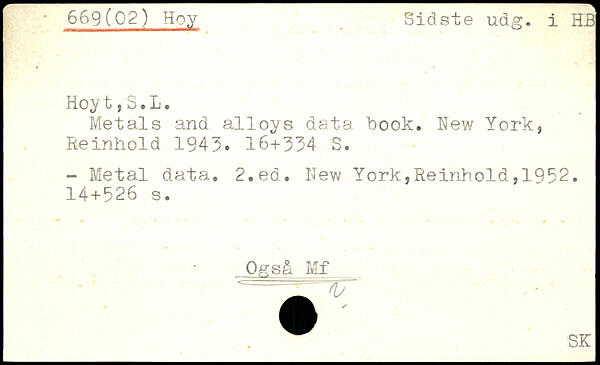 669(02) Hoy Sidste udg. i HB
Hoyt,S.L.
Metals and alloys data book. New York,
Reinhold 1943. 16+334 S.
- Metal data. 2.ed. New York,Reinhold,1952.
14+526 s.
Også Mf
SK